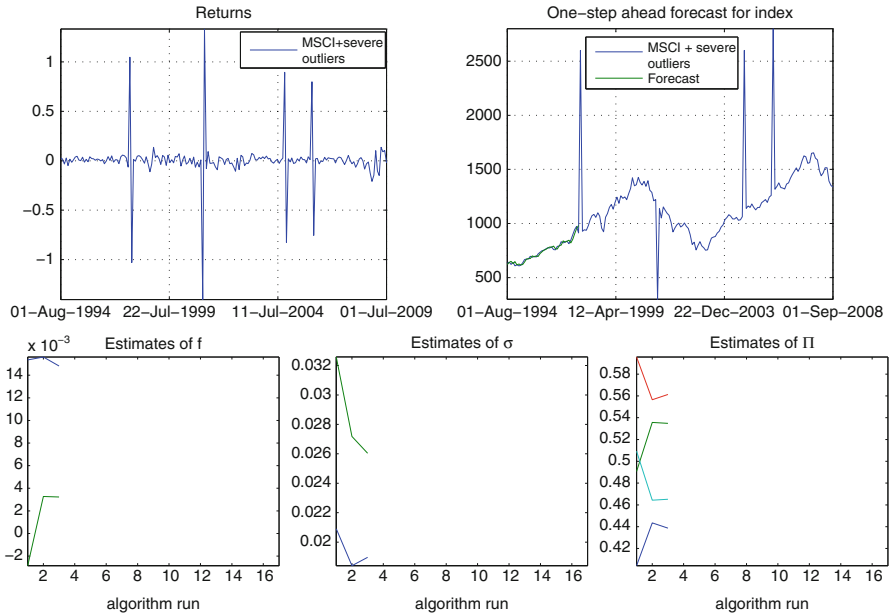 Returns
MSCI+severe
outliers
1
0.5
0
−0.5
−1
01−Aug−1994 22−Jul−1999 11−Jul−2004 01−Jul−2009
One−step ahead forecast for index
MSCI + severe
outliers
Forecast
2500
2000
1500
1000
500
01−Aug−1994 12−Apr−1999 22−Dec−2003 01−Sep−2008
x 10−3
Estimates of f
14
12
10
8
6
4
2
0
−2
2 4 6 8 10 12 14 16
algorithm run
Estimates of σ
0.032
0.03
0.028
0.026
0.024
0.022
0.02
2 4 6 8 10 12 14 16
algorithm run
Estimates of Π
0.58
0.56
0.54
0.52
0.5
0.48
0.46
0.44
0.42
2 4 6 8 10 12 14 16
algorithm run